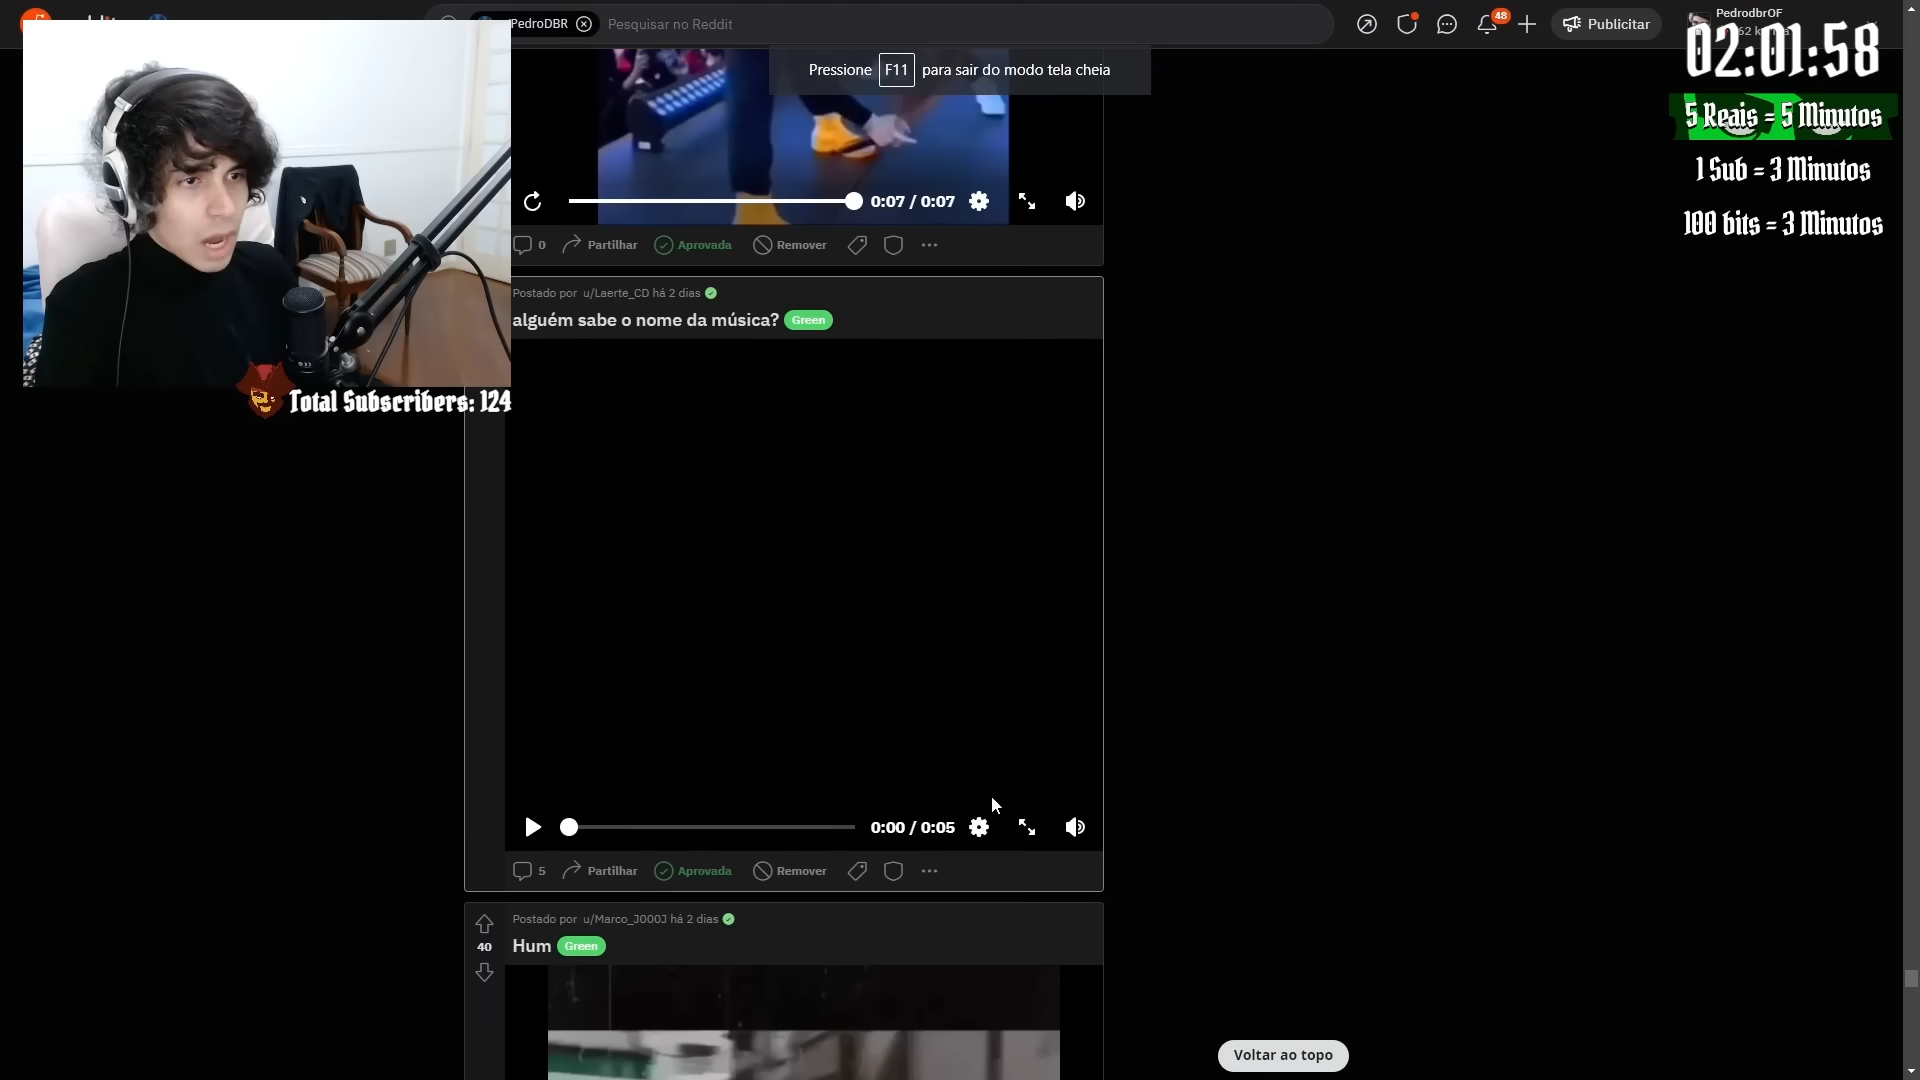 PedroDBR
Pesquisar no Reddit
48
Publicitar
PedrodbrOF
02:01:58
Pressione F11 para sair do modo tela cheia
5 Reais = 5 Minutos
1 Sub = 3 Minutos
100 bits = 3 Minutos
0:07 / 0:07
0 Partilhar Aprovada Remover
Postado por u/Laerte_CD há 2 dias
alguém sabe o nome da música? Green
Total Subscribers: 124
0:00 / 0:05
5 Partilhar Aprovada Remover
Postado por u/Marco_J000J há 2 dias
40
Hum Green
Voltar ao topo